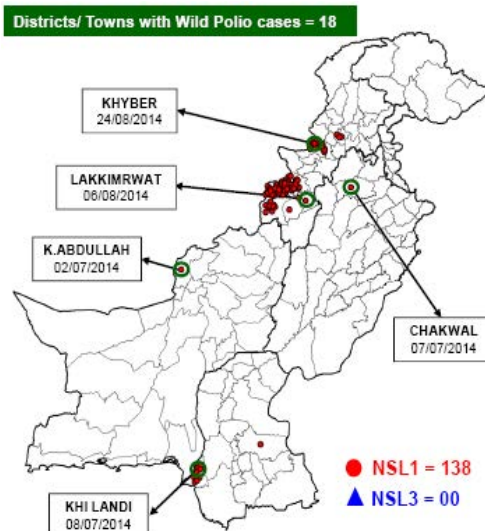 Districts/ Towns with Wild Polio cases = 18
KHYBER
24/08/2014
LAKKIMRWAT
06/08/2014
K.ABDULLAH
02/07/2014
CHAKWAL
07/07/2014
NSL1 = 138
NSL3 = 00
KHI LANDI
08/07/2014